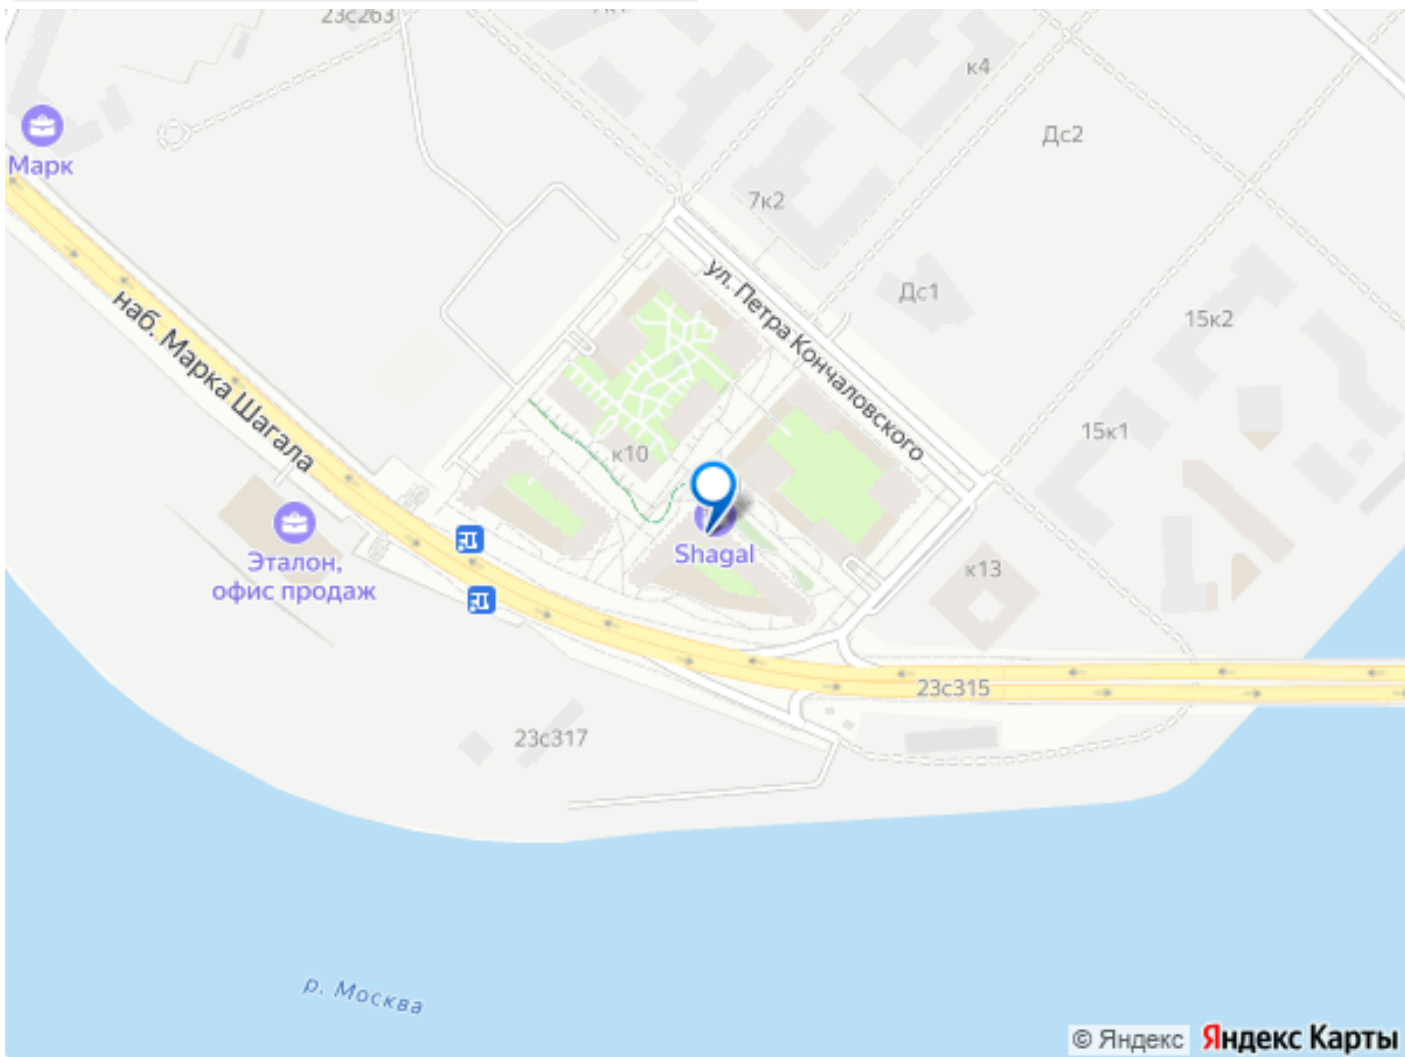 23с263
к4
Марк
Дс2
7к2
ул. Петра Кончаловского
Дс1
15к2
наб. Марка Шагала
15к1
к10
Shagal
Эталон,
офис продаж
к13
23с315
23с317
р. Москва
© Яндекс Яндекс Карты